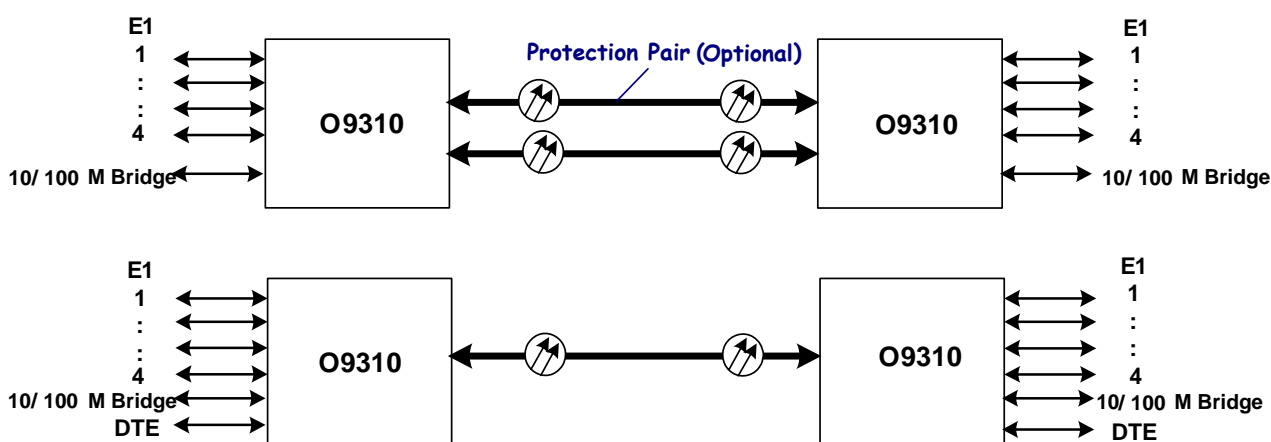 E1
E1
1
Protection Pair (Optional)
1
:
:
:
:
O9310
O9310
4
4
10/ 100 M Bridge
10/ 100 M Bridge
E1
E1
1
1
:
:
:
:
O9310
O9310
4
4
10/ 100 M Bridge
10/ 100 M Bridge
DTE
DTE